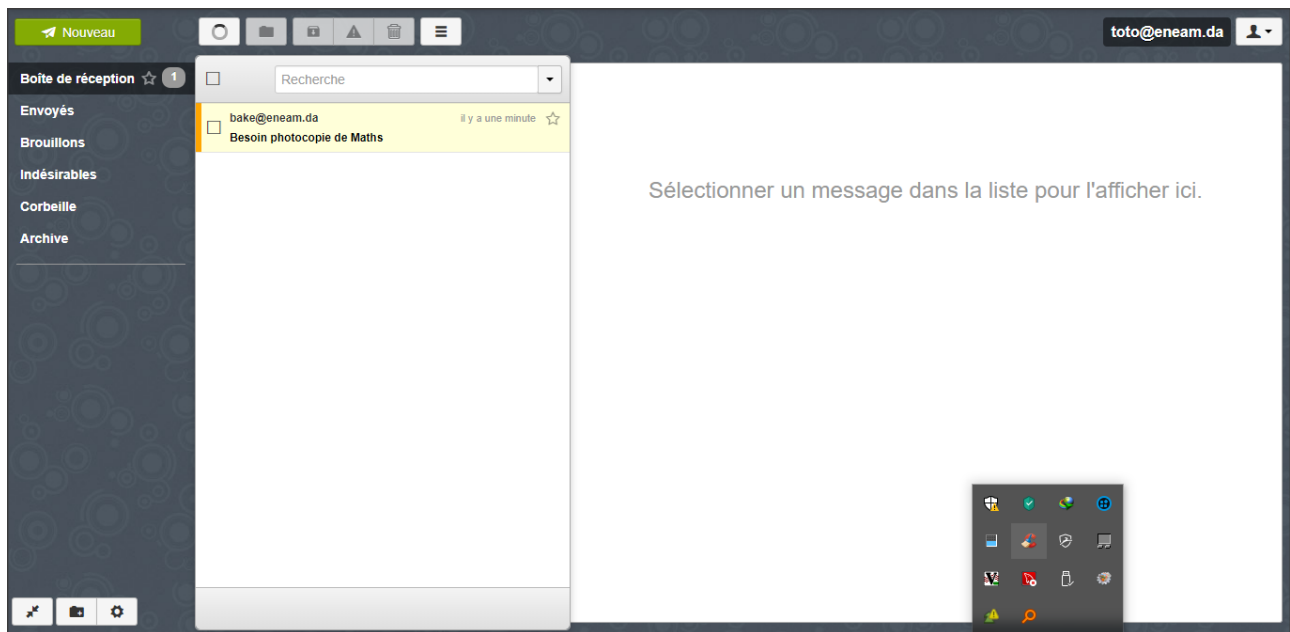 Nouveau
toto@eneam.da
Boîte de réception 1
Envoyés
Brouillons
Indésirables
Corbeille
Archive
Recherche
bake@eneam.da il y a une minute
Besoin photocopie de Maths
Sélectionner un message dans la liste pour l'afficher ici.